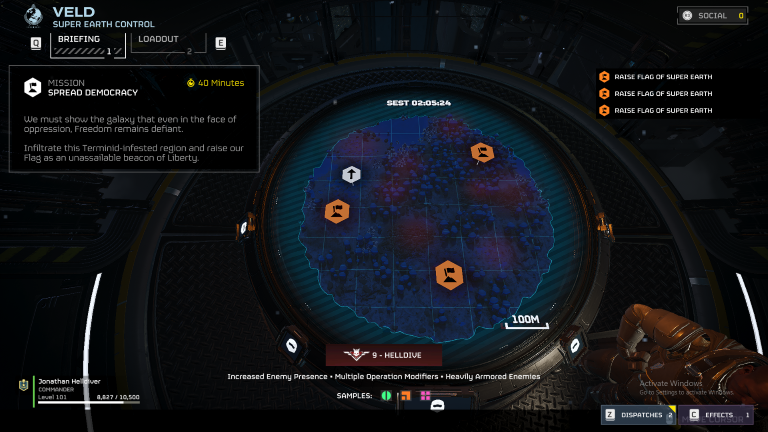 VELD
SUPER EARTH CONTROL
SOCIAL 0
Q
BRIEFING
1
LOADOUT
2
E
MISSION
SPREAD DEMOCRACY
40 Minutes
We must show the galaxy that even in the face of
oppression, Freedom remains defiant.
Infiltrate this Terminid-infested region and raise our
Flag as an unassailable beacon of Liberty.
RAISE FLAG OF SUPER EARTH
RAISE FLAG OF SUPER EARTH
RAISE FLAG OF SUPER EARTH
SEST 02:05:24
100M
9 - HELLDIVE
Increased Enemy Presence • Multiple Operation Modifiers • Heavily Armored Enemies
SAMPLES:
Jonathan Helldiver
COMMANDER
Level 101
8,827 / 10,500
Activate Windows
Go to Settings to activate Windows.
Z DISPATCHES 2
C EFFECTS 1
MOVE CURSOR